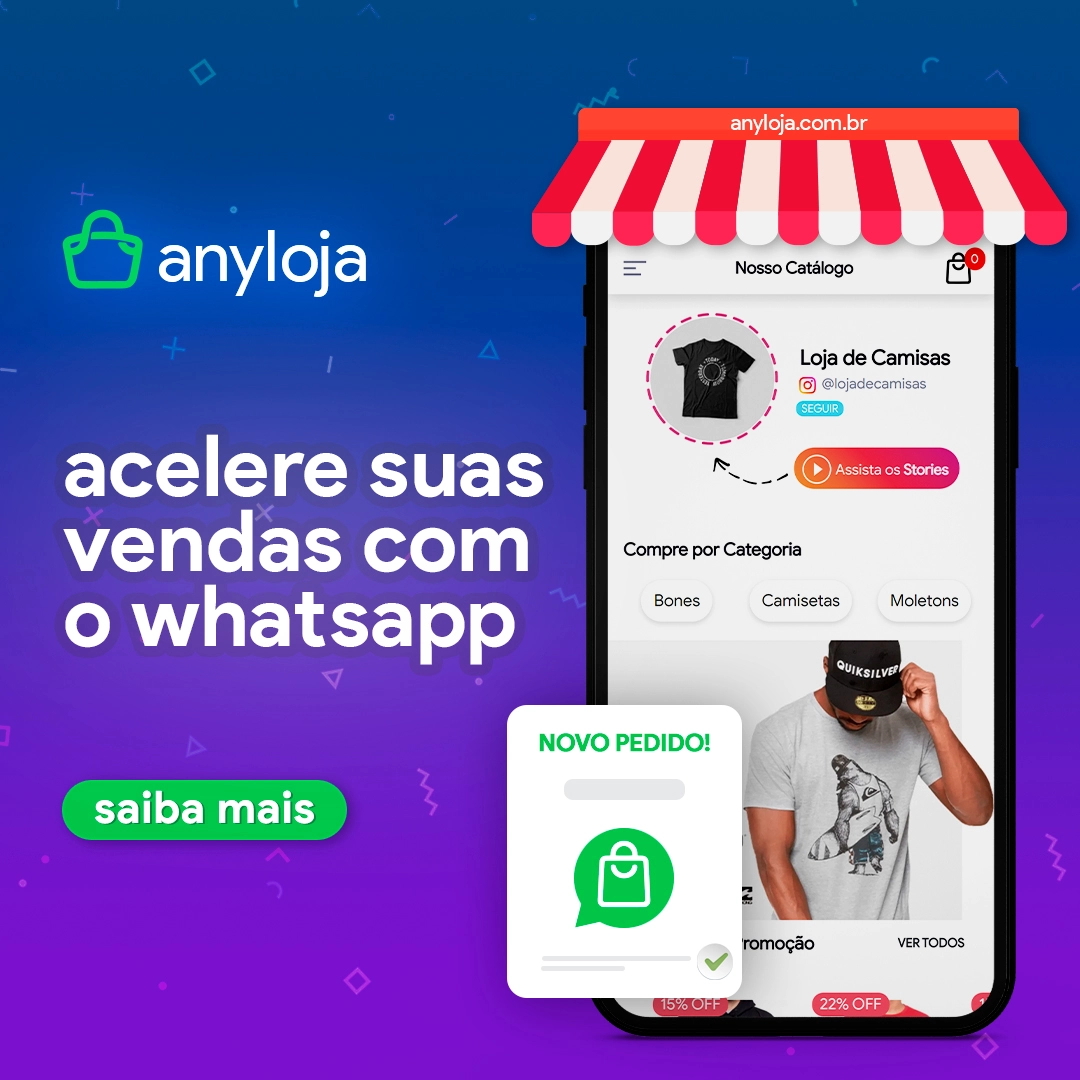 anyloja.com.br
anyloja
acelere suas
vendas com
o whatsapp
saiba mais
Nosso Catálogo
0
Loja de Camisas
@lojadecamisas
SEGUIR
Assista os Stories
Compre por Categoria
Bones
Camisetas
Moletons
QUIKSILVER
NOVO PEDIDO!
romoção
VER TODOS
15% OFF
22% OFF